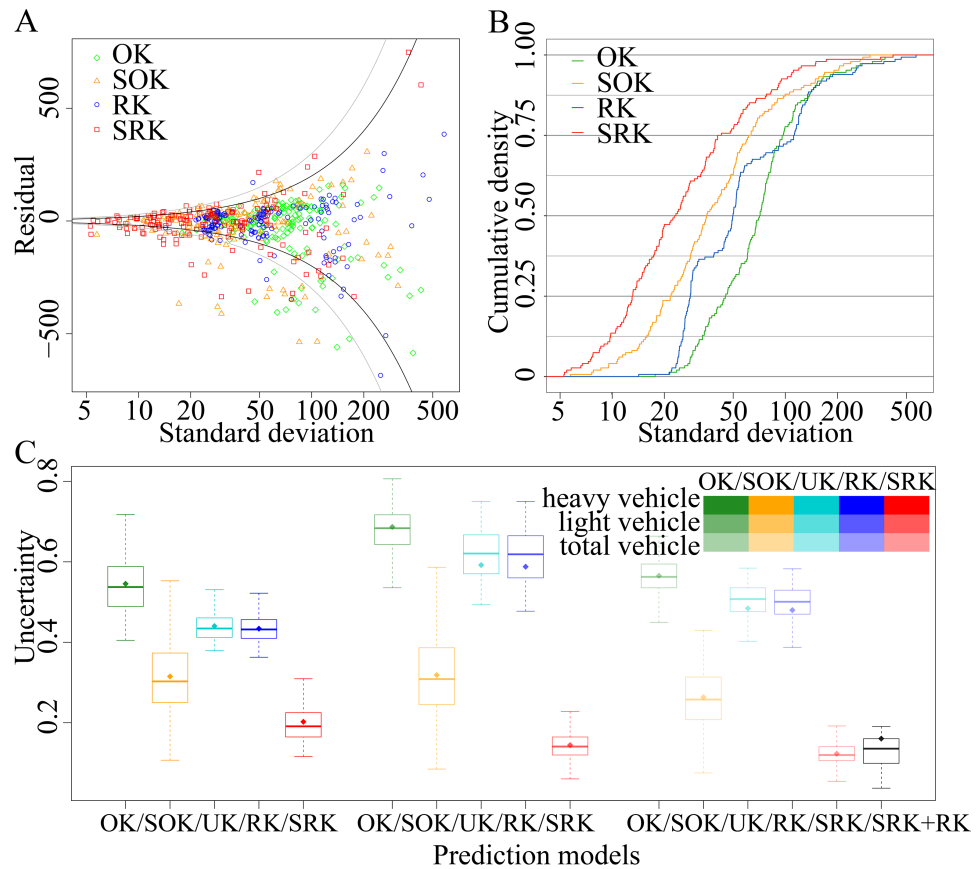 A
OK
SOK
RK
SRK
Residual
500
0
−500
5 10 20 50 100 200 500
Standard deviation
B
OK
SOK
RK
SRK
Cumulative density
1.00
0.75
0.50
0.25
0
5 10 20 50 100 200 500
Standard deviation
C
OK/SOK/UK/RK/SRK
heavy vehicle
light vehicle
total vehicle
Uncertainty
0.8
0.6
0.4
0.2
OK/SOK/UK/RK/SRK OK/SOK/UK/RK/SRK OK/SOK/UK/RK/SRK/SRK+RK
Prediction models